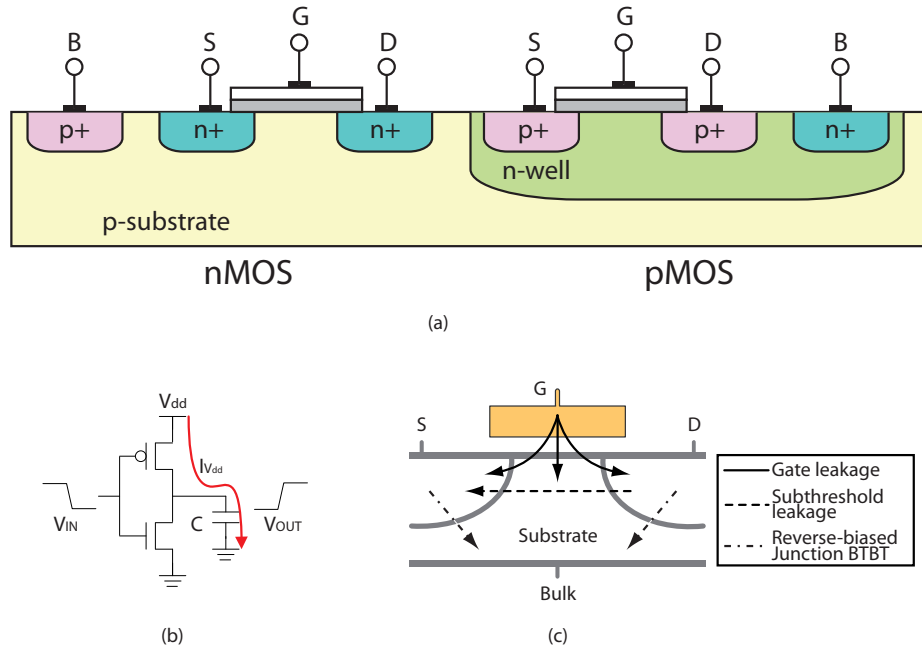 B S G D S G D B
p+ n+ n+ p+ p+ n+
n-well
p-substrate
nMOS pMOS
(a)
Vdd
IVdd
VIN C VOUT
(b)
G
S D
Substrate
Bulk
Gate leakage
Subthreshold
leakage
Reverse-biased
Junction BTBT
(c)